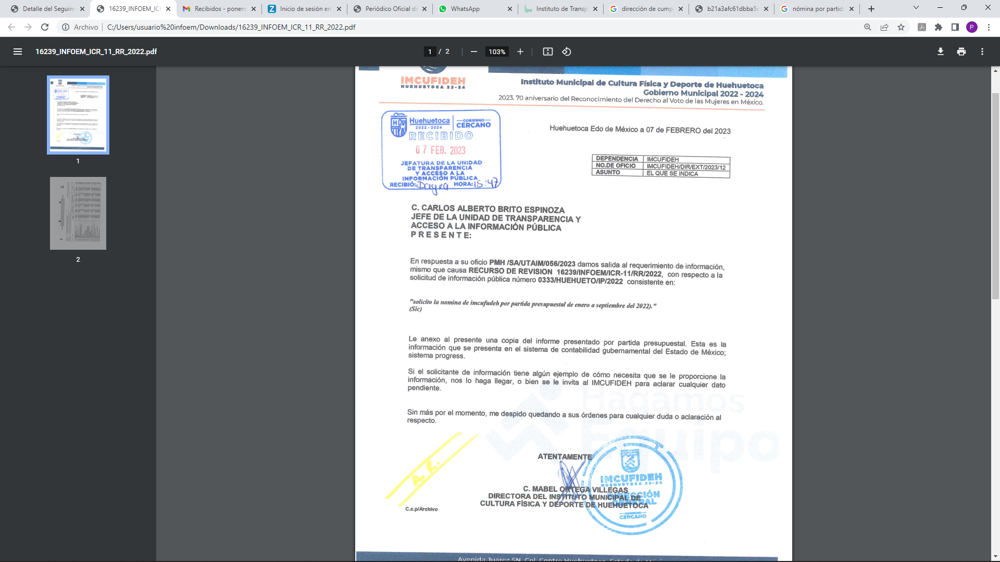 Detalle del Seguim
16239_INFOEM_ICR
Recibidos - ponenc
Inicio de sesión en
Periódico Oficial de
WhatsApp
Instituto de Transp
dirección de cumpl
b21a3afc61dbba5c
nómina por partida
Archivo
C:/Users/usuario%20infoem/Downloads/16239_INFOEM_ICR_11_RR_2022.pdf
P
16239_INFOEM_ICR_11_RR_2022.pdf
1 / 2
103%
1
2
IMCUFIDEH
HUEHUETOCA 22-24
Instituto Municipal de Cultura Física y Deporte de Huehuetoca
Gobierno Municipal 2022 - 2024
2023. 70 aniversario del Reconocimiento del Derecho al Voto de las Mujeres en México.
Huehuetoca
2022 - 2024
GOBIERNO
CERCANO
RECIBIDO
07 FEB. 2023
JEFATURA DE LA UNIDAD
DE TRANSPARENCIA
Y ACCESO A LA
INFORMACIÓN PÚBLICA
RECIBIÓ: HORA: 15:47
Huehuetoca Edo de México a 07 de FEBRERO del 2023
DEPENDENCIA IMCUFIDEH
NO.DE OFICIO IMCUFIDEH/DIR/EXT/2023/12
ASUNTO EL QUE SE INDICA
C. CARLOS ALBERTO BRITO ESPINOZA
JEFE DE LA UNIDAD DE TRANSPARENCIA Y
ACCESO A LA INFORMACIÓN PÚBLICA
P R E S E N T E:
En respuesta a su oficio PMH /SA/UTAIM/056/2023 damos salida al requerimiento de información,
mismo que causa RECURSO DE REVISION 16239/INFOEM/ICR-11/RR/2022, con respecto a la
solicitud de información pública número 0333/HUEHUETO/IP/2022 consistente en:
"solicito la nomina de imcufudeh por partida presupuestal de enero a septiembre del 2022)."
(Sic)
Le anexo al presente una copia del informe presentado por partida presupuestal. Esta es la
información que se presenta en el sistema de contabilidad gubernamental del Estado de México;
sistema progress.
Si el solicitante de información tiene algún ejemplo de cómo necesita que se le proporcione la
información, nos lo haga llegar, o bien se le invita al IMCUFIDEH para aclarar cualquier dato
pendiente.
Hagamos
Equipo
Sin más por el momento, me despido quedando a sus órdenes para cualquier duda o aclaración al
respecto.
ATENTAMENTE
C. MABEL ORTEGA VILLEGAS
DIRECTORA DEL INSTITUTO MUNICIPAL DE
CULTURA FÍSICA Y DEPORTE DE HUEHUETOCA
IMCUFIDEH
HUEHUETOCA 22-24
DIRECCIÓN
GENERAL
GOBIERNO
CERCANO
C.c.p/Archivo
Avenida Juárez SN, Col. Centro Huehuetoca, Estado de